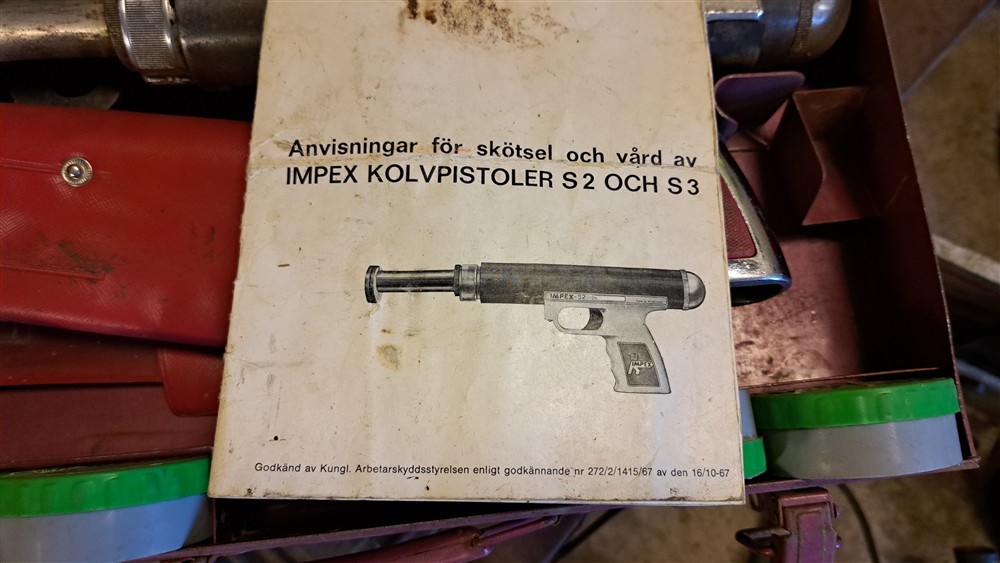 Anvisningar för skötsel och vård av
IMPEX KOLVPISTOLER S2 OCH S3
IMPEX-S2
IMPEX
Godkänd av Kungl. Arbetarskyddsstyrelsen enligt godkännande nr 272/2/1415/67 av den 16/10-67